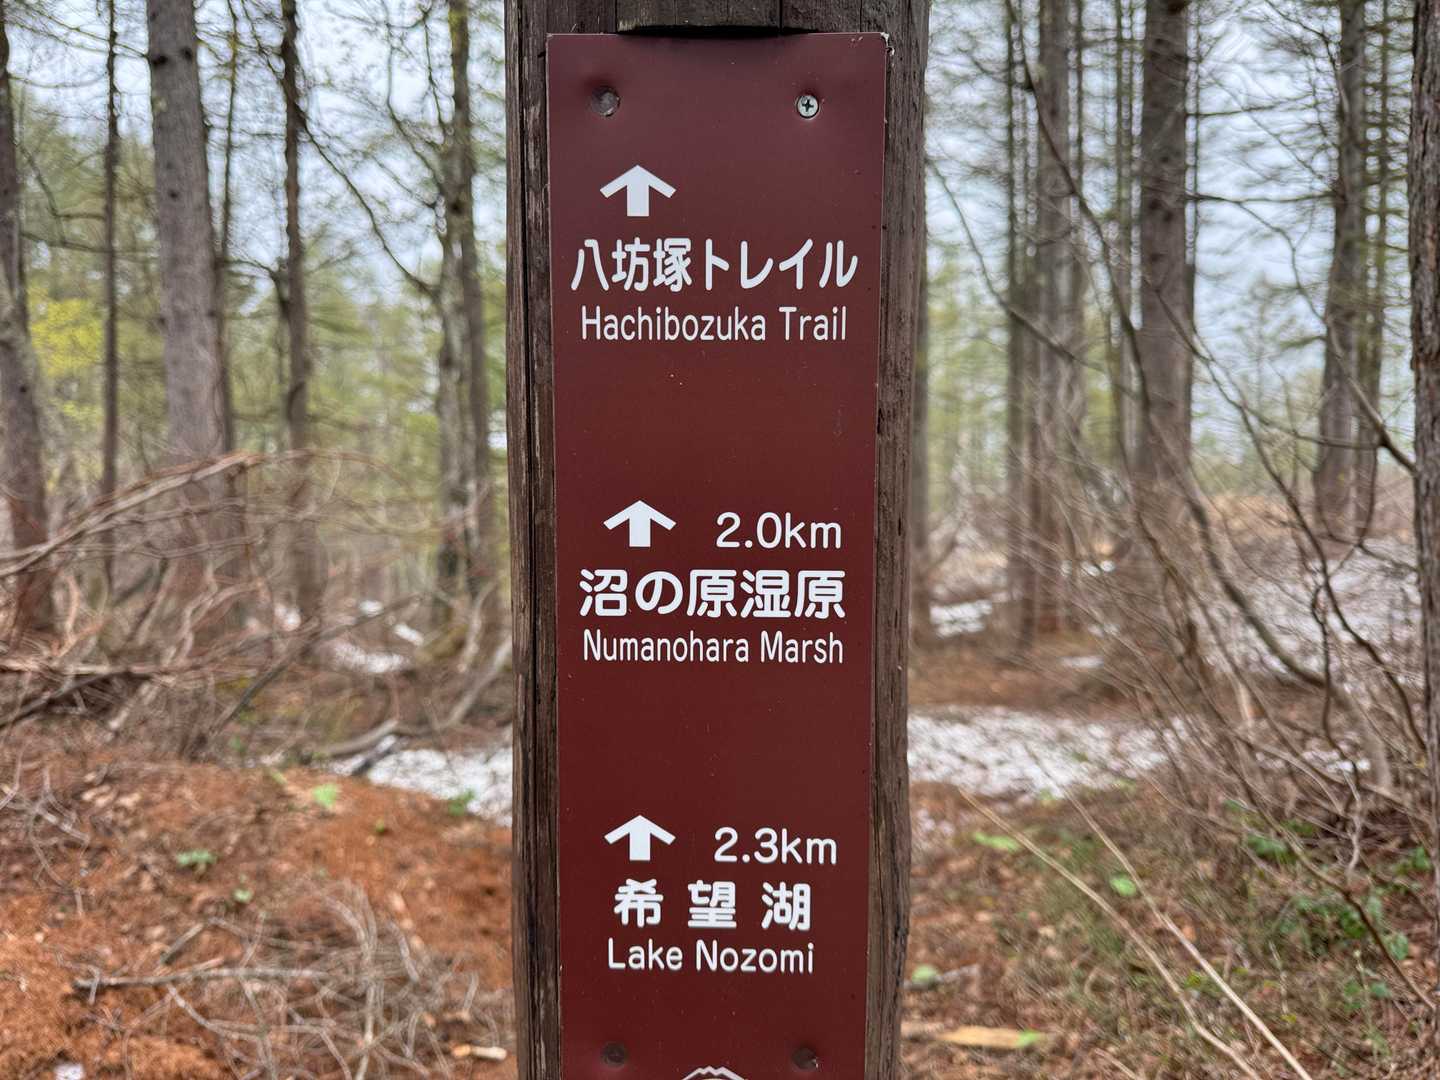 八坊塚トレイル
Hachibozuka Trail
2.0km
沼の原湿原
Numanohara Marsh
2.3km
希望湖
Lake Nozomi